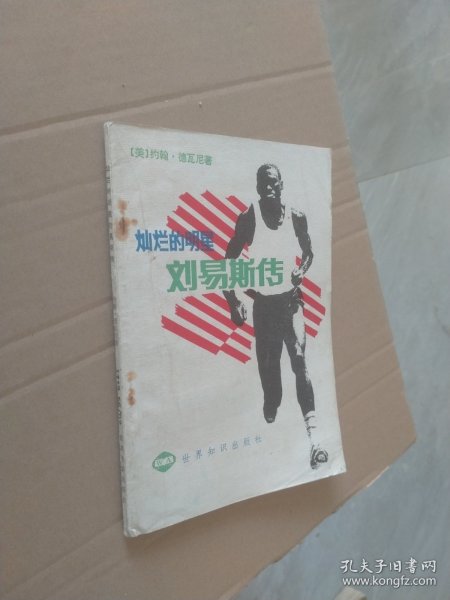 [美]约翰·德瓦尼著
灿烂的明星
刘易斯传
世界知识出版社
孔夫子旧书网
www.kongfz.com